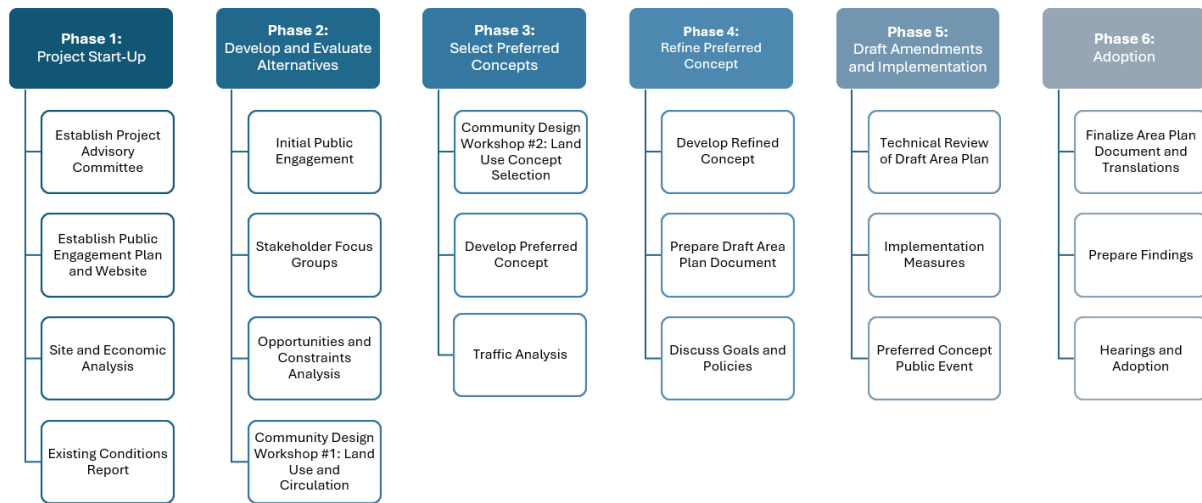 Phase 1:
Project Start-Up
Establish Project
Advisory
Committee
Establish Public
Engagement Plan
and Website
Site and Economic
Analysis
Existing Conditions
Report
Phase 2:
Develop and Evaluate
Alternatives
Initial Public
Engagement
Stakeholder Focus
Groups
Opportunities and
Constraints
Analysis
Community Design
Workshop #1: Land
Use and
Circulation
Phase 3:
Select Preferred
Concepts
Community Design
Workshop #2: Land
Use Concept
Selection
Develop Preferred
Concept
Traffic Analysis
Phase 4:
Refine Preferred
Concept
Develop Refined
Concept
Prepare Draft Area
Plan Document
Discuss Goals and
Policies
Phase 5:
Draft Amendments
and Implementation
Technical Review
of Draft Area Plan
Implementation
Measures
Preferred Concept
Public Event
Phase 6:
Adoption
Finalize Area Plan
Document and
Translations
Prepare Findings
Hearings and
Adoption